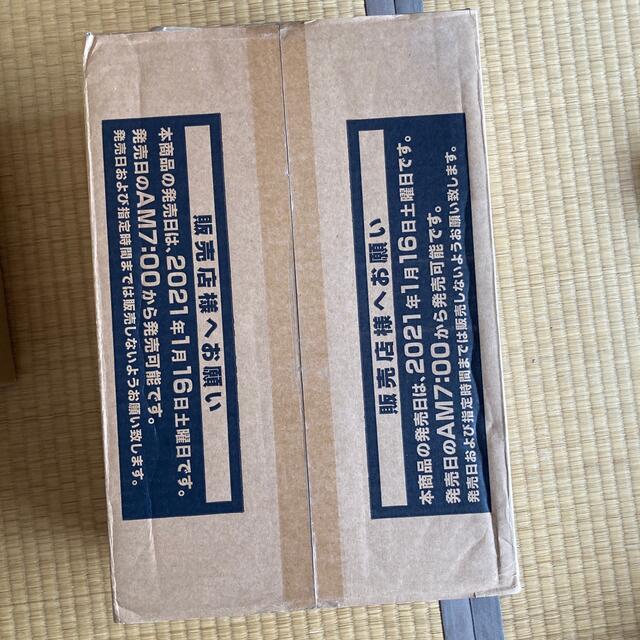 販売店様へお願い
本商品の発売日は、2021年1月16日土曜日です。
発売日のAM7:00から発売可能です。
発売日および指定時間までは販売しないようお願い致します。
販売店様へお願い
本商品の発売日は、2021年1月16日土曜日です。
発売日のAM7:00から発売可能です。
発売日および指定時間までは販売しないようお願い致します。